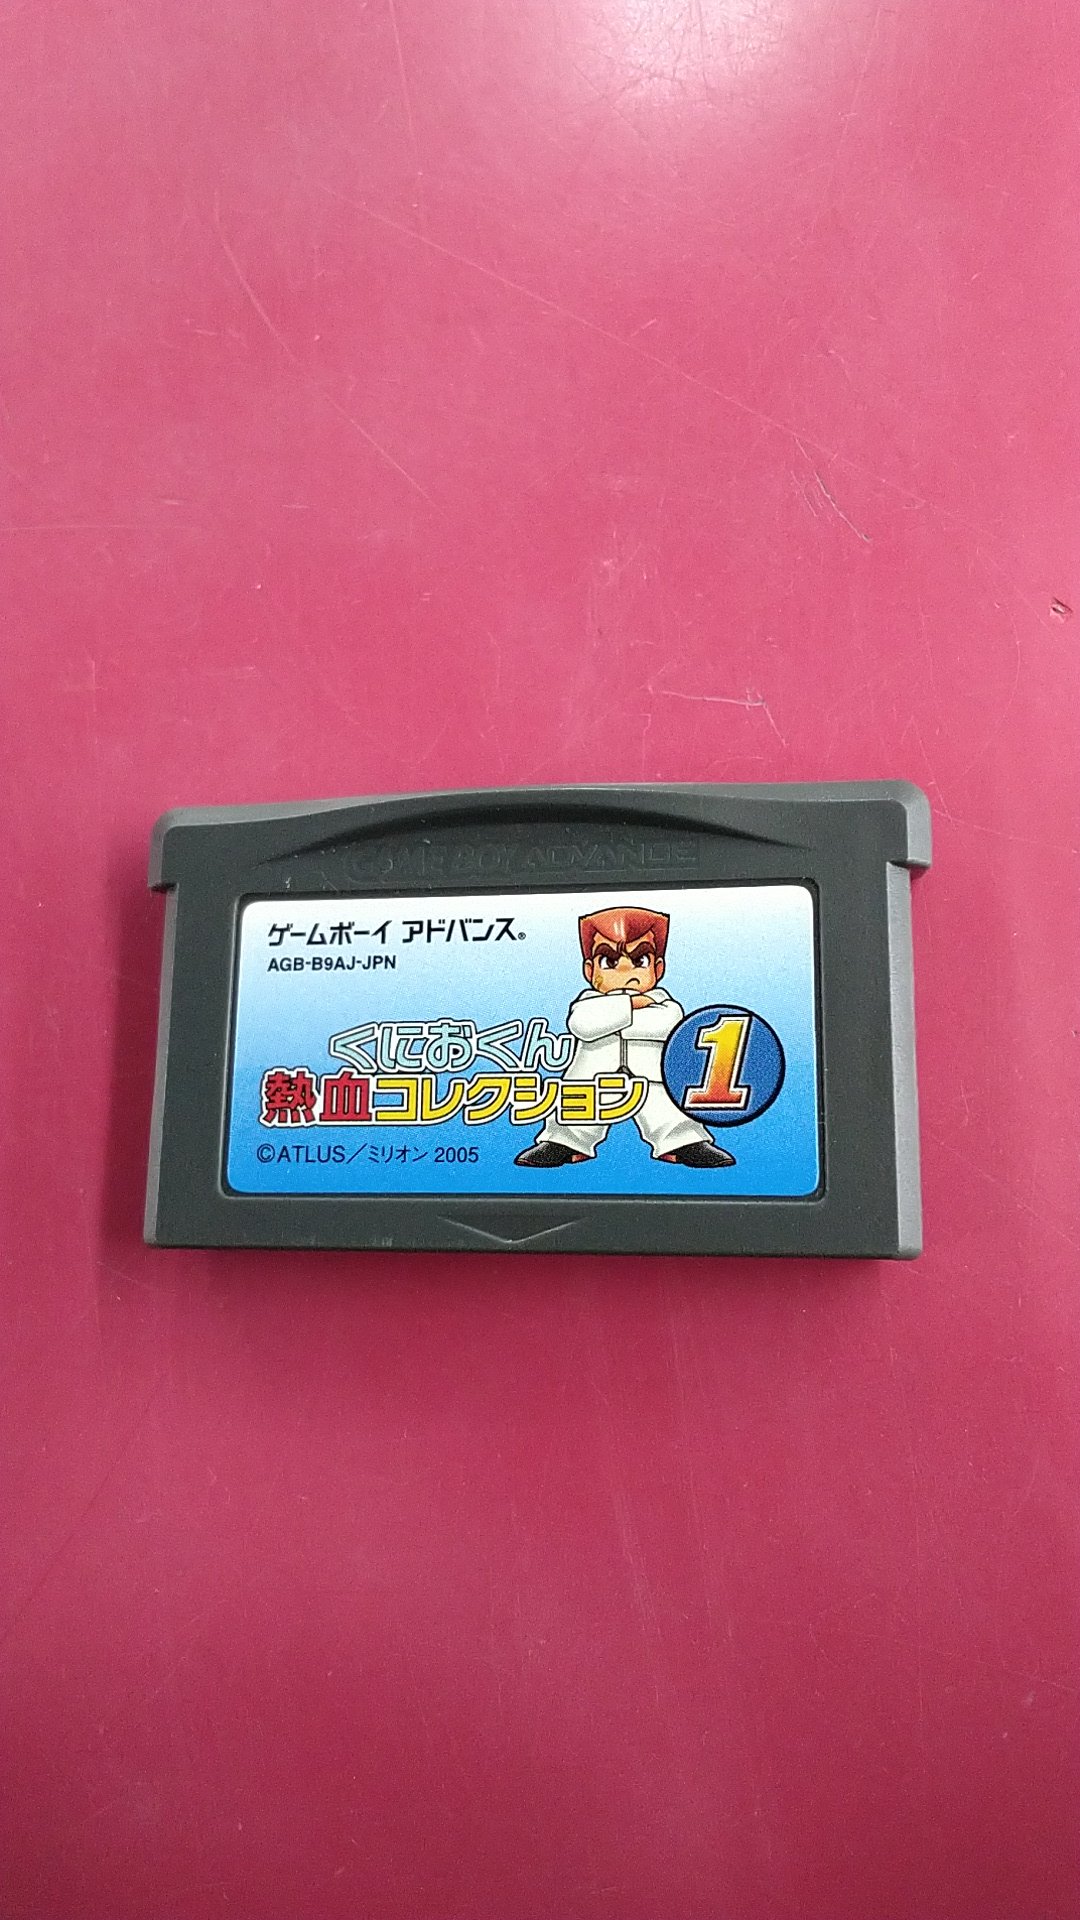 GAME BOY ADVANCE
ゲームボーイ アドバンス®
AGB-B9AJ-JPN
くにおくん
熱血コレクション 1
©ATLUS/ミリオン 2005